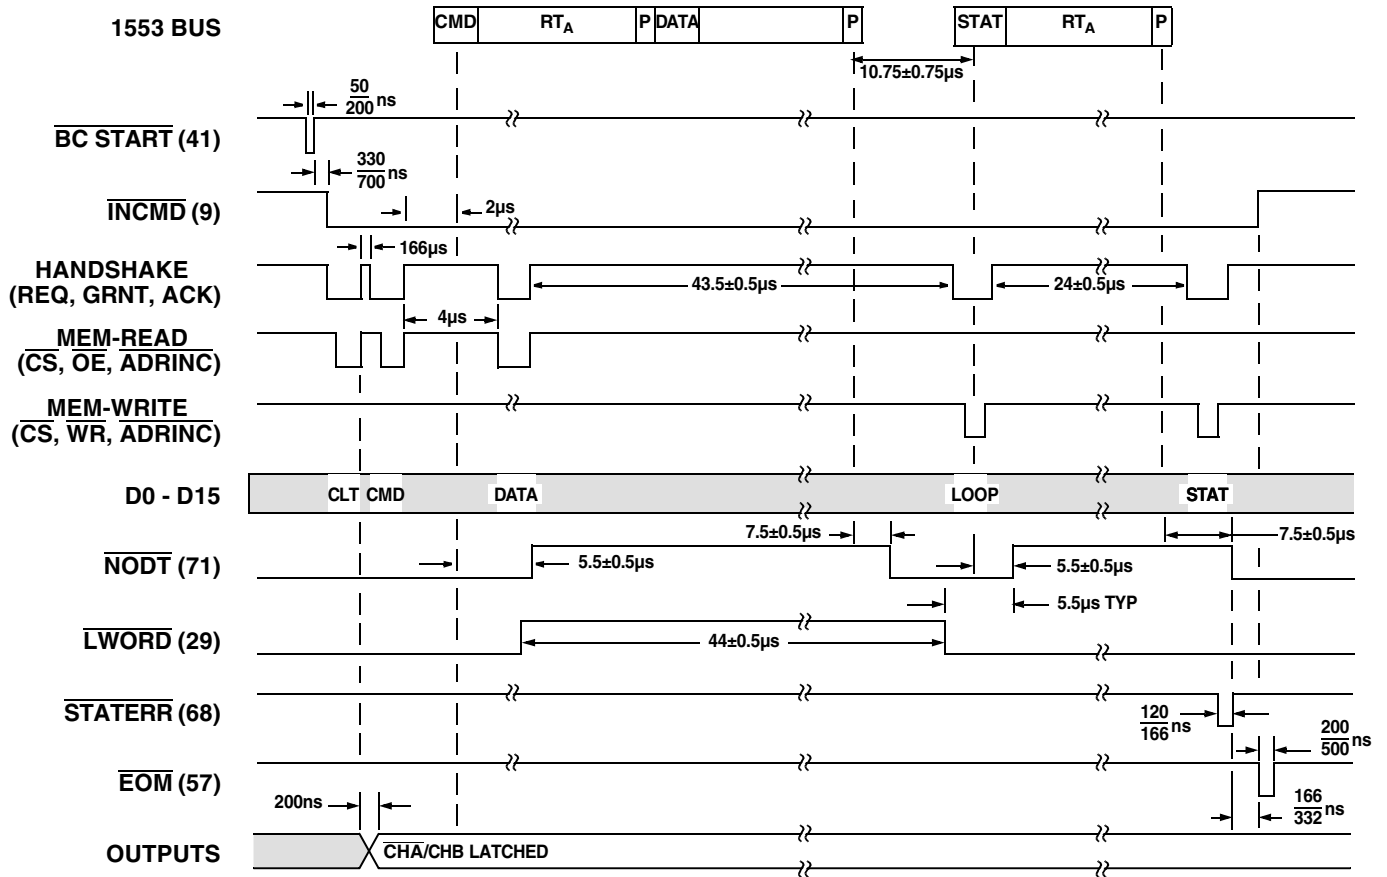 1553 BUS
CMD RTA P DATA P STAT RTA P
10.75±0.75µs
50
200 ns
BC START (41)
330
700 ns
INCMD (9)
2µs
166µs
HANDSHAKE
(REQ, GRNT, ACK)
43.5±0.5µs
24±0.5µs
4µs
MEM-READ
(CS, OE, ADRINC)
MEM-WRITE
(CS, WR, ADRINC)
D0 - D15
CLT CMD DATA LOOP STAT
7.5±0.5µs
7.5±0.5µs
NODT (71)
5.5±0.5µs
5.5±0.5µs
5.5µs TYP
LWORD (29)
44±0.5µs
STATERR (68)
120
166 ns
200
500 ns
EOM (57)
200ns
166
332 ns
OUTPUTS
CHA/CHB LATCHED